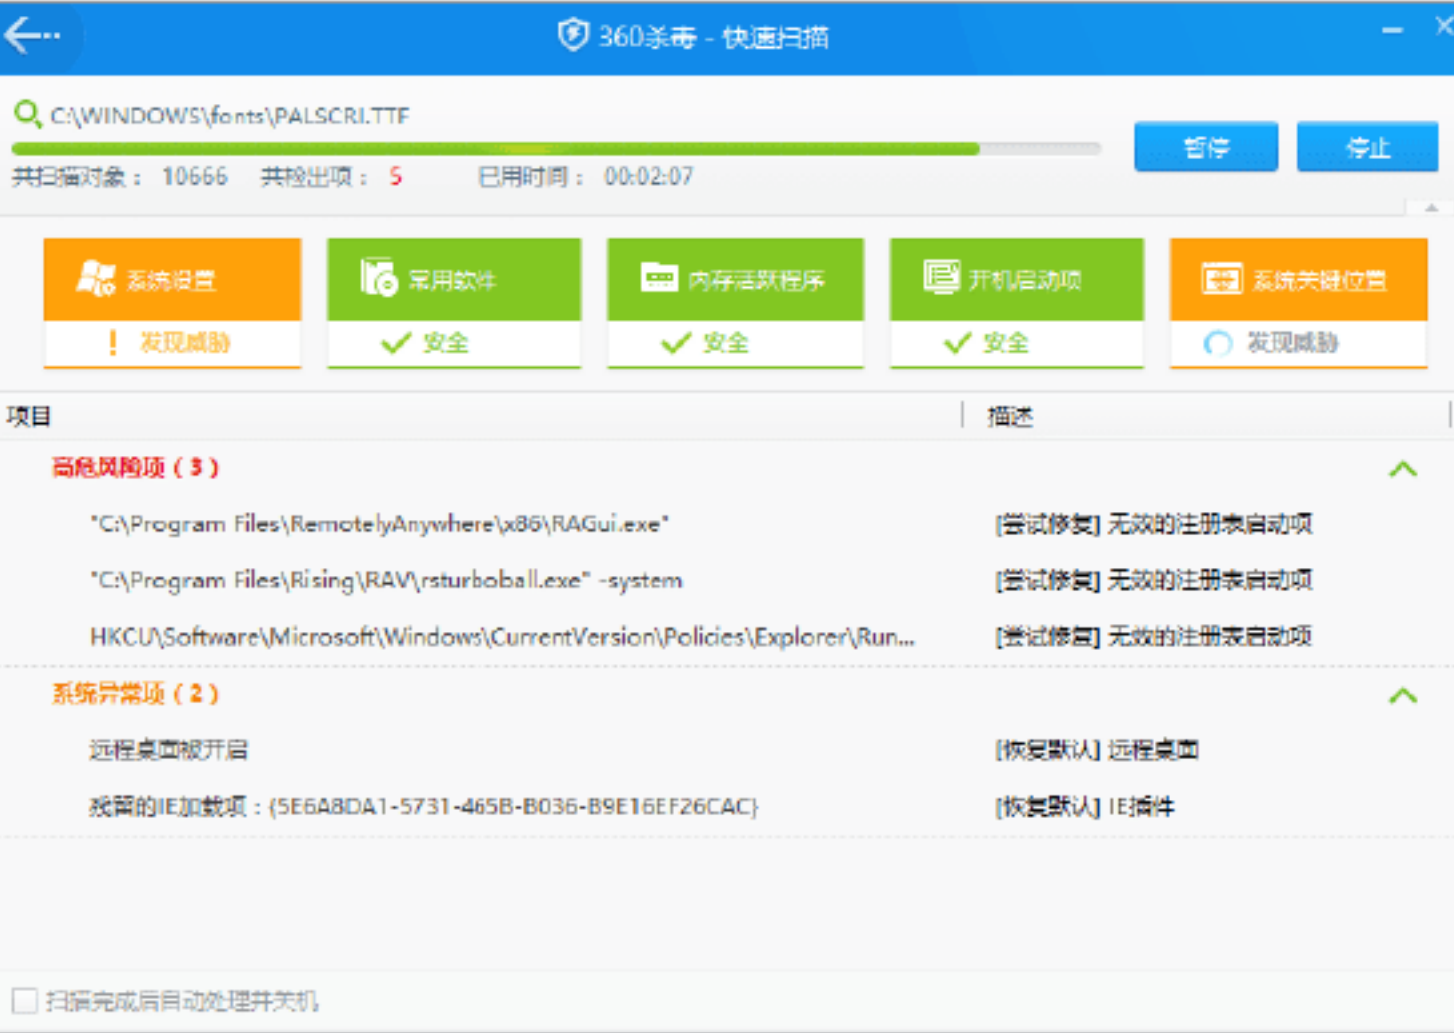 360杀毒 - 快速扫描
C:\WINDOWS\fonts\PALSCRI.TTF
暂停
停止
共扫描对象： 10666 共检出项： 5 已用时间： 00:02:07
系统设置
常用软件
内存活跃程序
开机启动项
系统关键位置
发现威胁
安全
安全
安全
发现威胁
项目
描述
高危风险项（3）
"C:\Program Files\RemotelyAnywhere\x86\RAGui.exe" [尝试修复] 无效的注册表启动项
"C:\Program Files\Rising\RAV\rsturboball.exe" -system [尝试修复] 无效的注册表启动项
HKCU\Software\Microsoft\Windows\CurrentVersion\Policies\Explorer\Run... [尝试修复] 无效的注册表启动项
系统异常项（2）
远程桌面被开启 [恢复默认] 远程桌面
残留的IE加载项：{5E6A8DA1-5731-465B-B036-B9E16EF26CAC} [恢复默认] IE插件
扫描完成后自动处理并关机